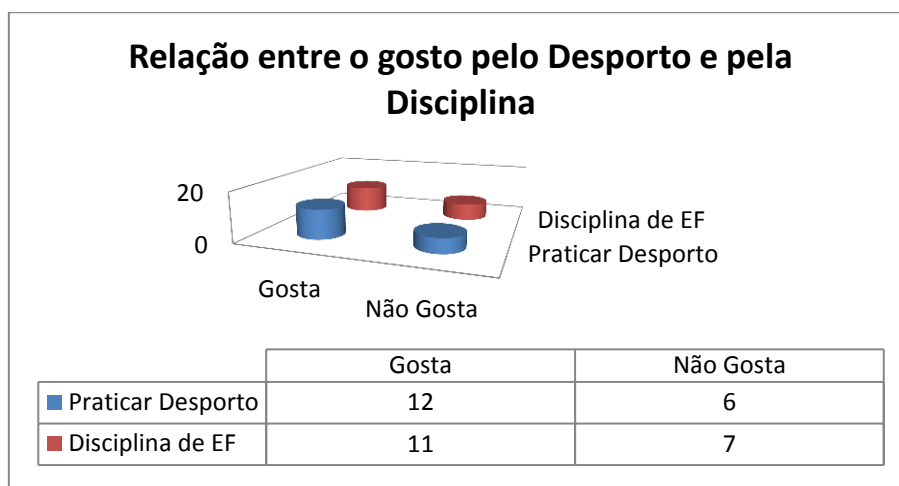 Relação entre o gosto pelo Desporto e pela
Disciplina
20
0
Disciplina de EF
Praticar Desporto
Gosta
Não Gosta
Gosta Não Gosta
Praticar Desporto 12 6
Disciplina de EF 11 7